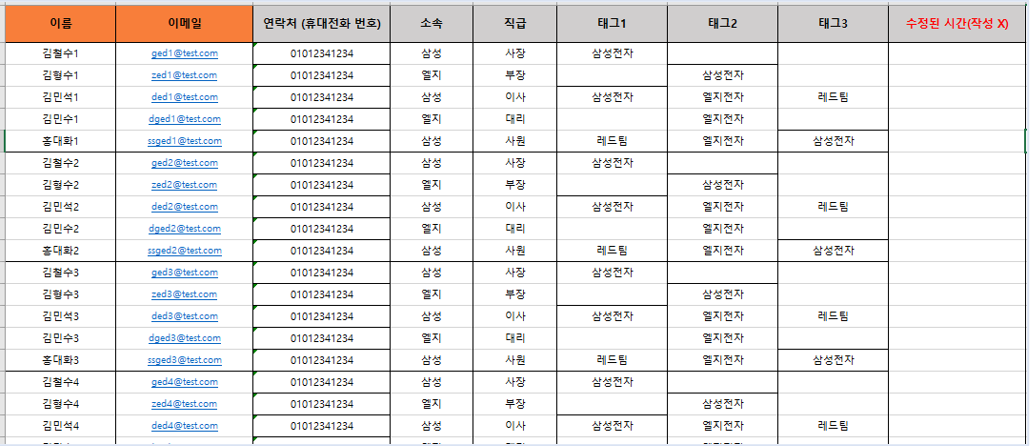 이름 이메일 연락처 (휴대전화 번호) 소속 직급 태그1 태그2 태그3 수정된 시간(작성 X)
김철수1 ged1@test.com 01012341234 삼성 사장 삼성전자
김형수1 zed1@test.com 01012341234 엘지 부장 삼성전자
김민석1 ded1@test.com 01012341234 삼성 이사 삼성전자 엘지전자 레드팀
김민수1 dged1@test.com 01012341234 엘지 대리 엘지전자
홍대화1 ssged1@test.com 01012341234 삼성 사원 레드팀 엘지전자 삼성전자
김철수2 ged2@test.com 01012341234 삼성 사장 삼성전자
김형수2 zed2@test.com 01012341234 엘지 부장 삼성전자
김민석2 ded2@test.com 01012341234 삼성 이사 삼성전자 엘지전자 레드팀
김민수2 dged2@test.com 01012341234 엘지 대리 엘지전자
홍대화2 ssged2@test.com 01012341234 삼성 사원 레드팀 엘지전자 삼성전자
김철수3 ged3@test.com 01012341234 삼성 사장 삼성전자
김형수3 zed3@test.com 01012341234 엘지 부장 삼성전자
김민석3 ded3@test.com 01012341234 삼성 이사 삼성전자 엘지전자 레드팀
김민수3 dged3@test.com 01012341234 엘지 대리 엘지전자
홍대화3 ssged3@test.com 01012341234 삼성 사원 레드팀 엘지전자 삼성전자
김철수4 ged4@test.com 01012341234 삼성 사장 삼성전자
김형수4 zed4@test.com 01012341234 엘지 부장 삼성전자
김민석4 ded4@test.com 01012341234 삼성 이사 삼성전자 엘지전자 레드팀